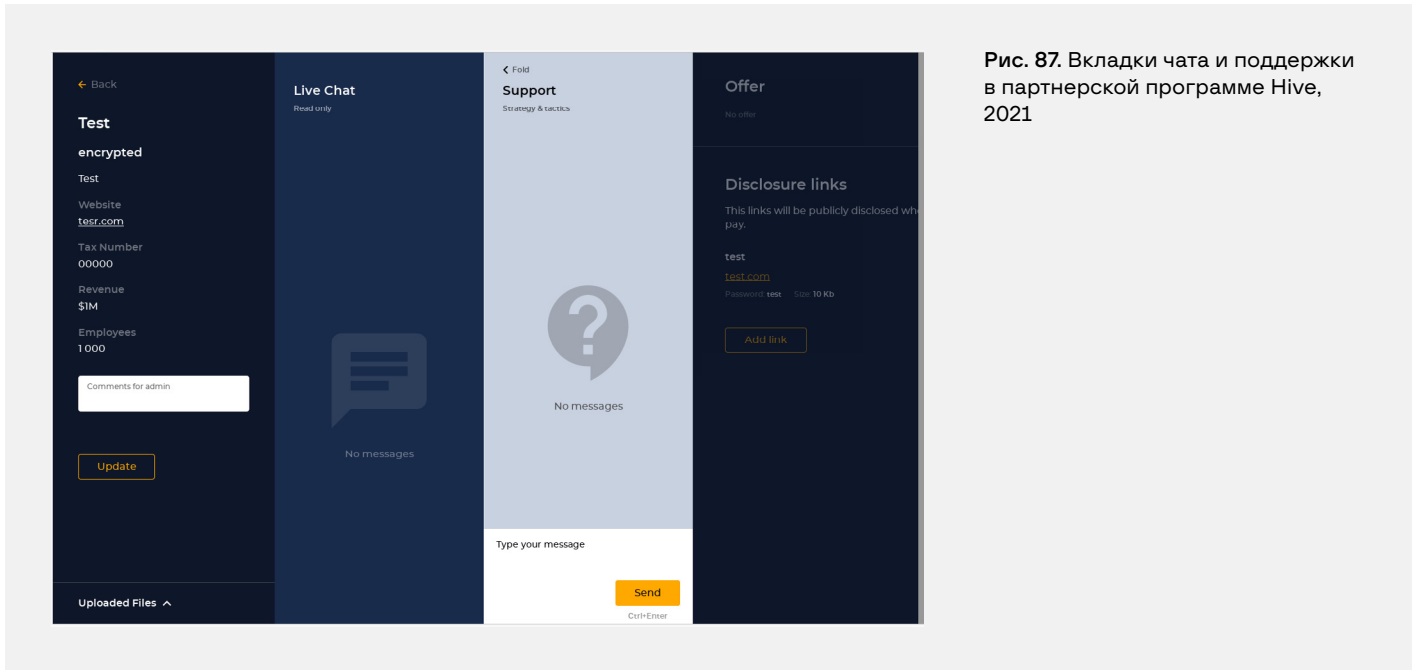 Back
Test
encrypted
Test
Website
tesr.com
Tax Number
00000
Revenue
$1M
Employees
1 000
Comments for admin
Update
Uploaded Files
Live Chat
Read only
No messages
Fold
Support
Strategy & tactics
No messages
Type your message
Send
Ctrl+Enter
Offer
No offer
Disclosure links
This links will be publicly disclosed
pay.
test
test.com
Password: test Size: 10 Kb
Add link
Рис. 87. Вкладки чата и поддержки
в партнерской программе Hive,
2021